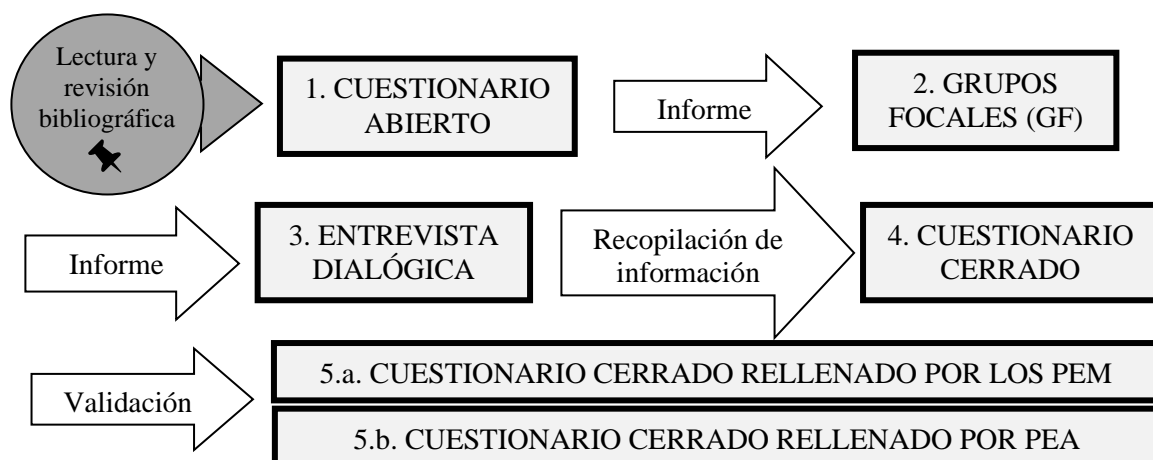 Lectura y
revisión
bibliográfica
1. CUESTIONARIO
ABIERTO
Informe
2. GRUPOS
FOCALES (GF)
Informe
3. ENTREVISTA
DIALÓGICA
Recopilación de
información
4. CUESTIONARIO
CERRADO
Validación
5.a. CUESTIONARIO CERRADO RELLENADO POR LOS PEM
5.b. CUESTIONARIO CERRADO RELLENADO POR PEA